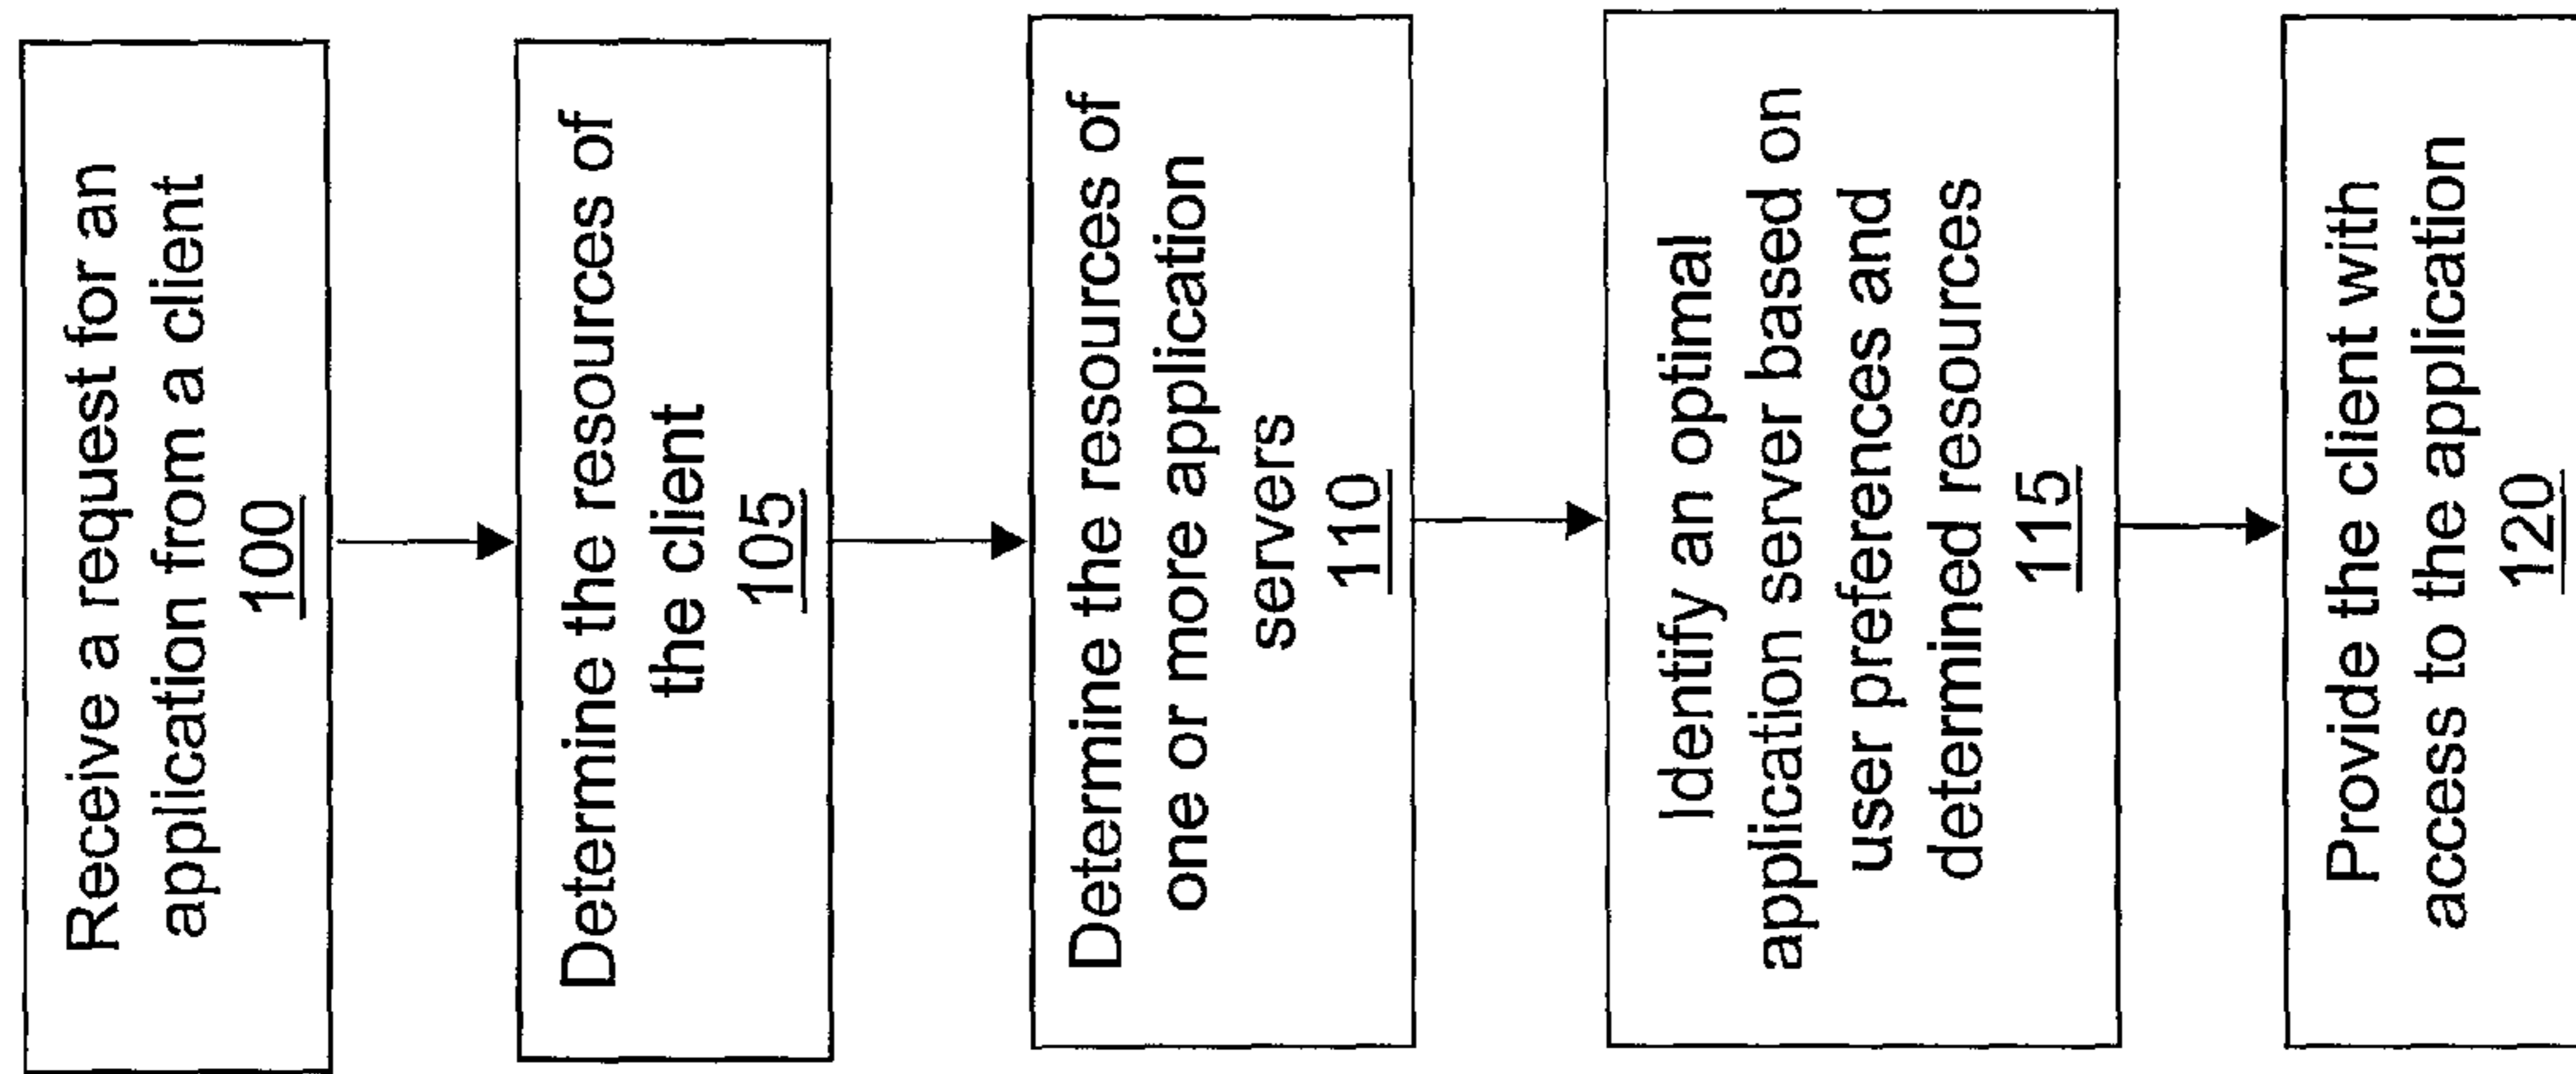 Receive a request for an
application from a client
100
Determine the resources of
the client
105
Determine the resources of
one or more application
servers
110
Identify an optimal
application server based on
user preferences and
determined resources
115
Provide the client with
access to the application
120